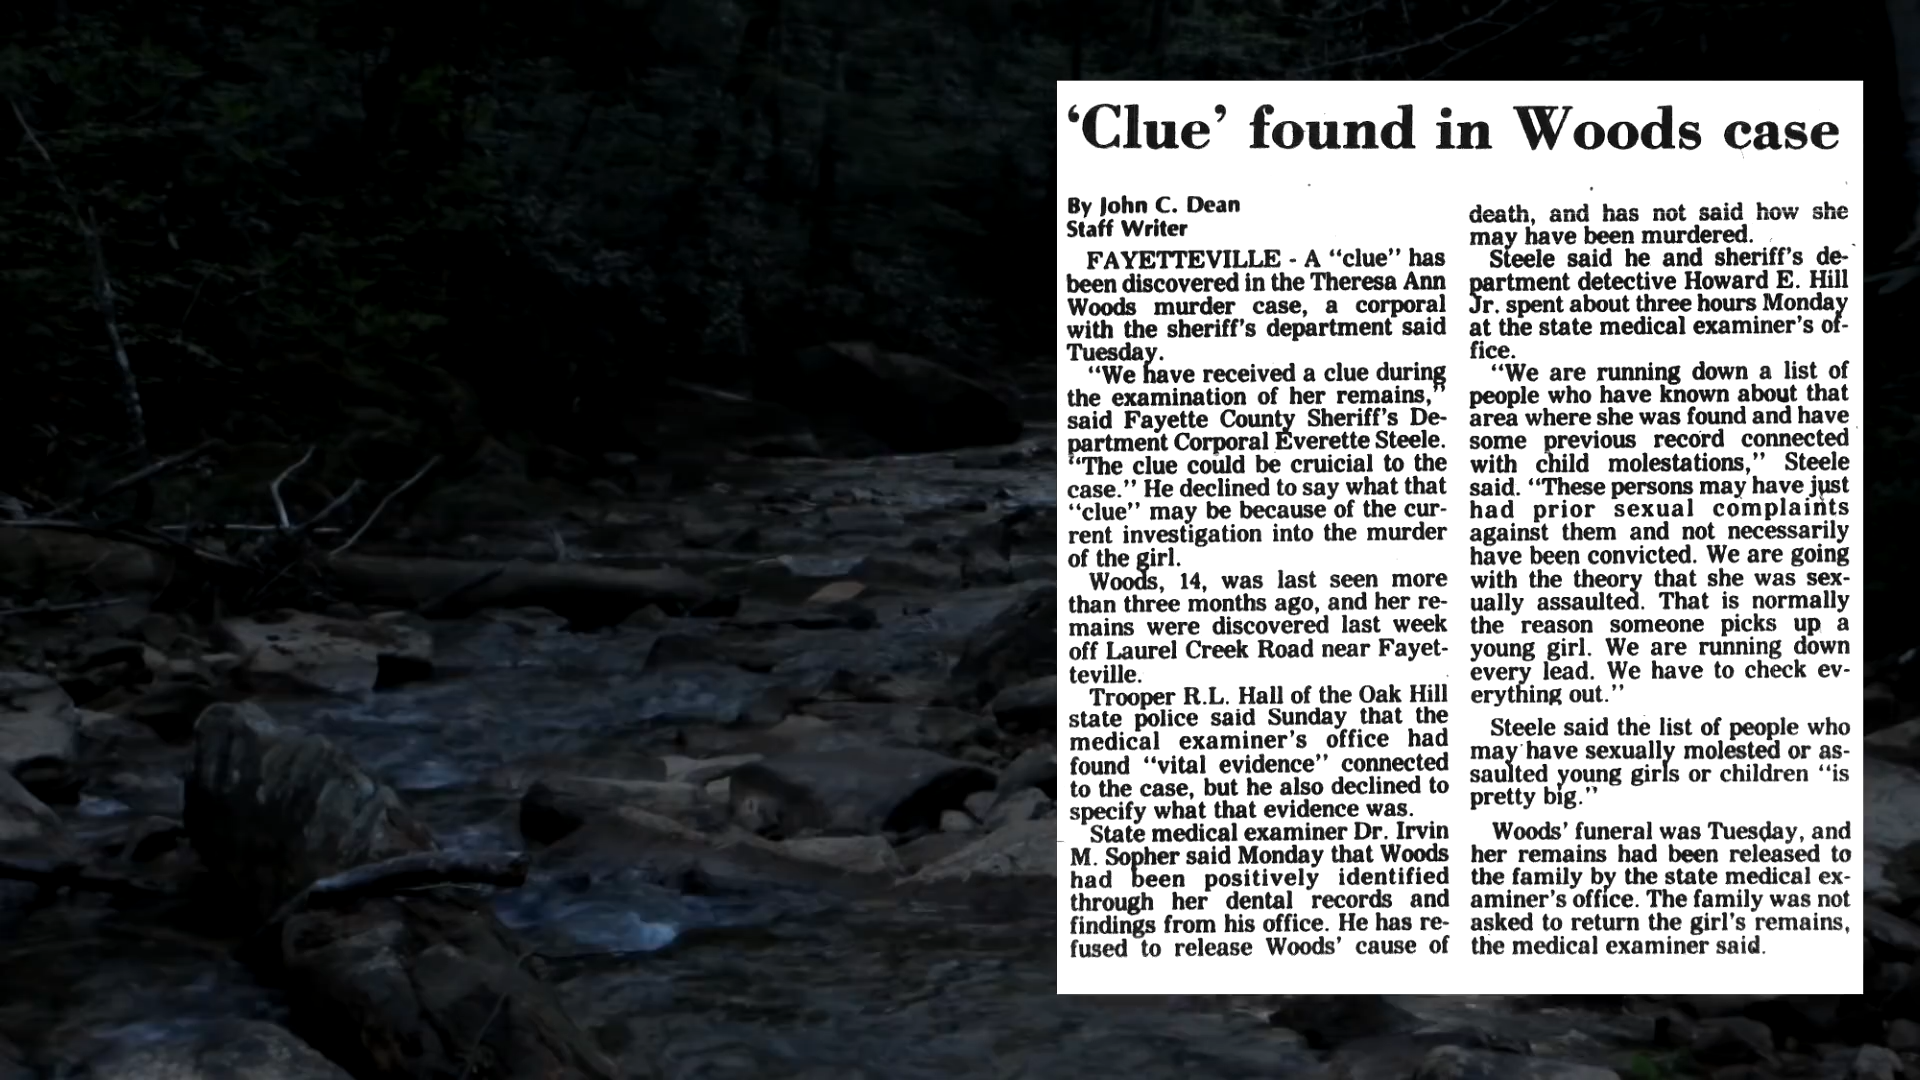 ‘Clue’ found in Woods case
By John C. Dean
Staff Writer
FAYETTEVILLE - A “clue” has
been discovered in the Theresa Ann
Woods murder case, a corporal
with the sheriff’s department said
Tuesday.
“We have received a clue during
the examination of her remains,”
said Fayette County Sheriff’s De-
partment Corporal Everette Steele.
“The clue could be cruicial to the
case.” He declined to say what that
“clue” may be because of the cur-
rent investigation into the murder
of the girl.
Woods, 14, was last seen more
than three months ago, and her re-
mains were discovered last week
off Laurel Creek Road near Fayet-
teville.
Trooper R.L. Hall of the Oak Hill
state police said Sunday that the
medical examiner’s office had
found “vital evidence” connected
to the case, but he also declined to
specify what that evidence was.
State medical examiner Dr. Irvin
M. Sopher said Monday that Woods
had been positively identified
through her dental records and
findings from his office. He has re-
fused to release Woods’ cause of
death, and has not said how she
may have been murdered.
Steele said he and sheriff’s de-
partment detective Howard E. Hill
Jr. spent about three hours Monday
at the state medical examiner’s of-
fice.
“We are running down a list of
people who have known about that
area where she was found and have
some previous record connected
with child molestations,” Steele
said. “These persons may have just
had prior sexual complaints
against them and not necessarily
have been convicted. We are going
with the theory that she was sex-
ually assaulted. That is normally
the reason someone picks up a
young girl. We are running down
every lead. We have to check ev-
erything out.”
Steele said the list of people who
may have sexually molested or as-
saulted young girls or children “is
pretty big.”
Woods’ funeral was Tuesday, and
her remains had been released to
the family by the state medical ex-
aminer’s office. The family was not
asked to return the girl’s remains,
the medical examiner said.